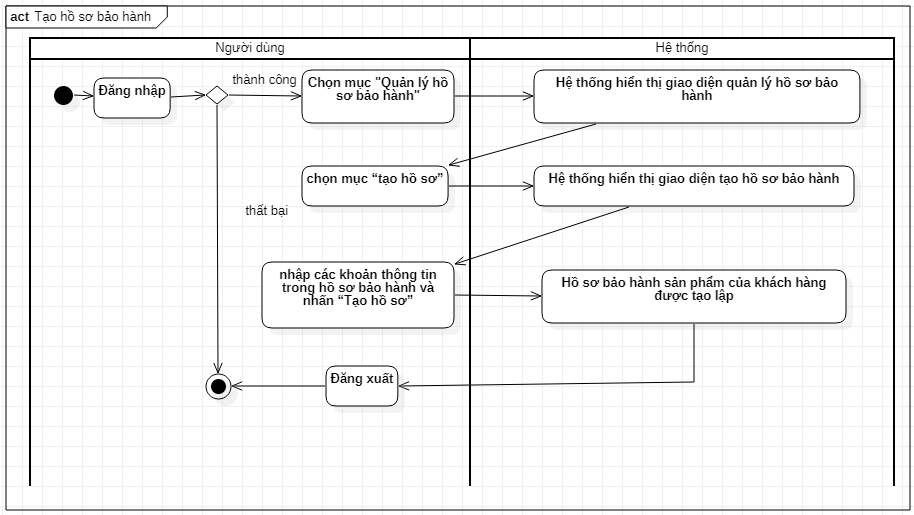 act Tạo hồ sơ bảo hành
Người dùng
Hệ thống
Đăng nhập
thành công
Chọn mục "Quản lý hồ
sơ bảo hành"
Hệ thống hiển thị giao diện quản lý hồ sơ bảo
hành
chọn mục “tạo hồ sơ”
Hệ thống hiển thị giao diện tạo hồ sơ bảo hành
thất bại
nhập các khoản thông tin
trong hồ sơ bảo hành và
nhấn “Tạo hồ sơ”
Hồ sơ bảo hành sản phẩm của khách hàng
được tạo lập
Đăng xuất